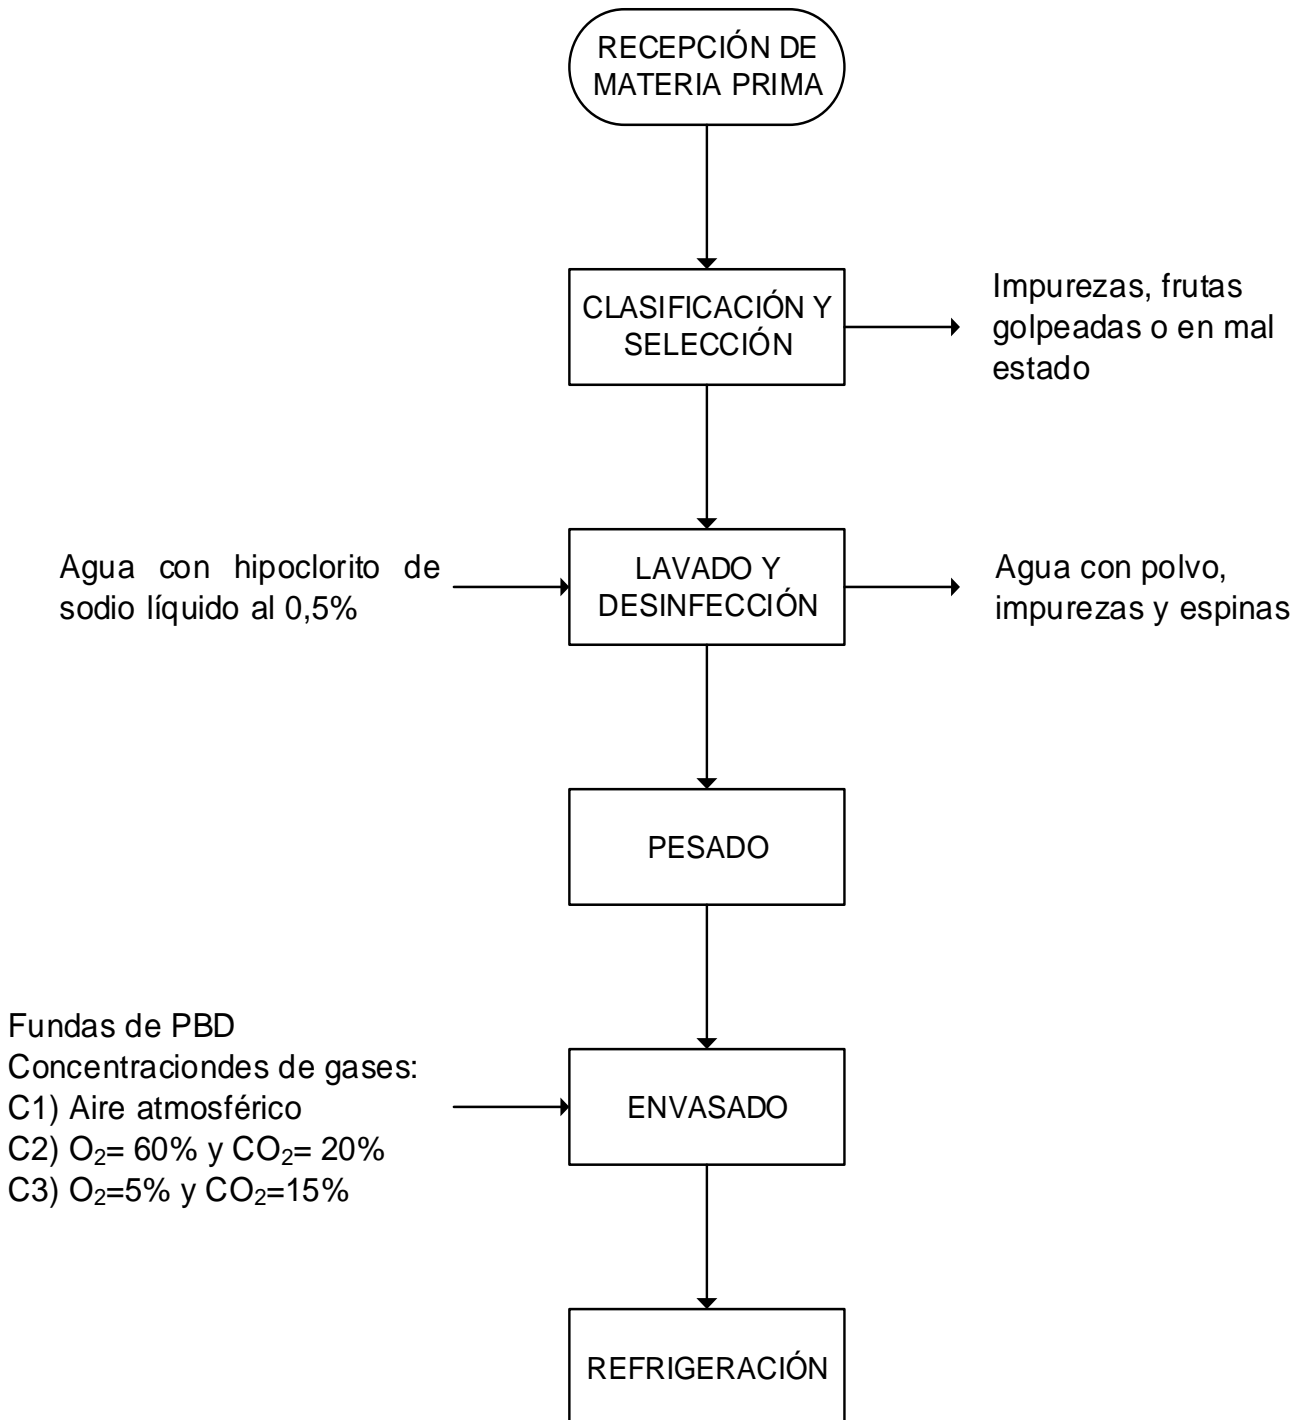 RECEPCIÓN DE
MATERIA PRIMA
CLASIFICACIÓN Y
SELECCIÓN
Impurezas, frutas
golpeadas o en mal
estado
Agua con hipoclorito de
sodio líquido al 0,5%
LAVADO Y
DESINFECCIÓN
Agua con polvo,
impurezas y espinas
PESADO
Fundas de PBD
Concentraciondes de gases:
C1) Aire atmosférico
C2) O₂= 60% y CO₂= 20%
C3) O₂=5% y CO₂=15%
ENVASADO
REFRIGERACIÓN